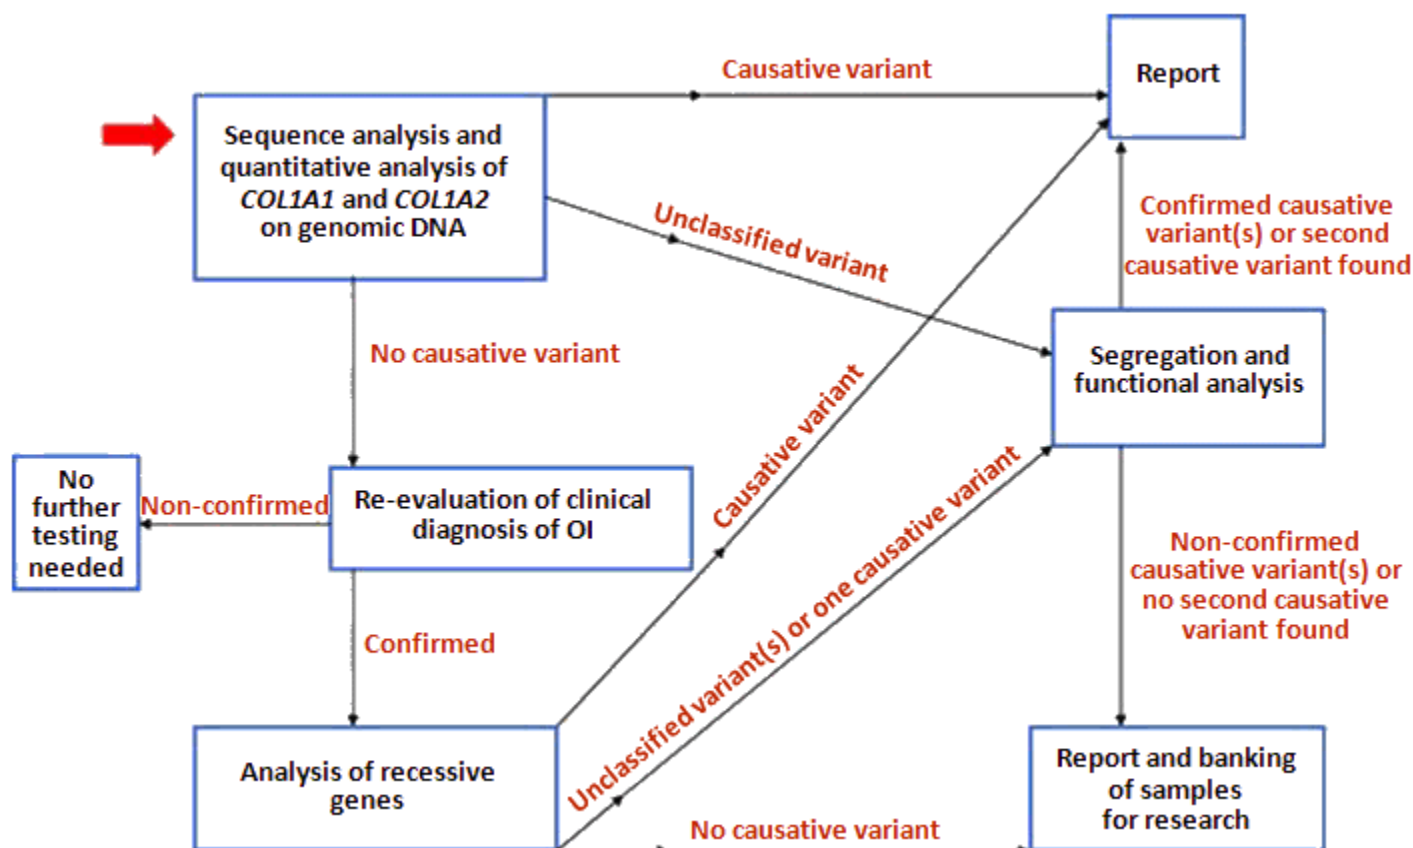 Causative variant
Report
Sequence analysis and
quantitative analysis of
COL1A1 and COL1A2
on genomic DNA
Unclassified variant
Confirmed causative
variant(s) or second
causative variant found
No causative variant
Segregation and
functional analysis
Causative variant
No
further
testing
needed
Non-confirmed
Re-evaluation of clinical
diagnosis of OI
Unclassified variant(s) or one causative variant
Non-confirmed
causative variant(s) or
no second causative
variant found
Confirmed
Analysis of recessive
genes
No causative variant
Report and banking
of samples
for research